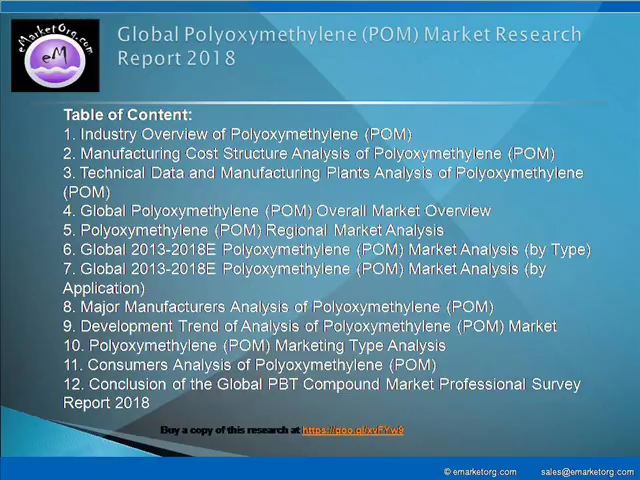 eMarketOrg.com
eM
Global Polyoxymethylene (POM) Market Research
Report 2018
Table of Content:
1. Industry Overview of Polyoxymethylene (POM)
2. Manufacturing Cost Structure Analysis of Polyoxymethylene (POM)
3. Technical Data and Manufacturing Plants Analysis of Polyoxymethylene
(POM)
4. Global Polyoxymethylene (POM) Overall Market Overview
5. Polyoxymethylene (POM) Regional Market Analysis
6. Global 2013-2018E Polyoxymethylene (POM) Market Analysis (by Type)
7. Global 2013-2018E Polyoxymethylene (POM) Market Analysis (by
Application)
8. Major Manufacturers Analysis of Polyoxymethylene (POM)
9. Development Trend of Analysis of Polyoxymethylene (POM) Market
10. Polyoxymethylene (POM) Marketing Type Analysis
11. Consumers Analysis of Polyoxymethylene (POM)
12. Conclusion of the Global PBT Compound Market Professional Survey
Report 2018
Buy a copy of this research at
© emarketorg.com sales@emarketorg.com